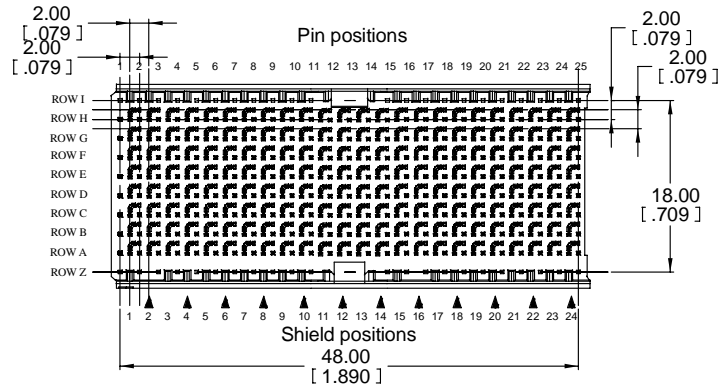 2.00
[ .079 ]
2.00
[ .079 ]
Pin positions
2.00
[ .079 ]
2.00
[ .079 ]
1 2 3 4 5 6 7 8 9 10 11 12 13 14 15 16 17 18 19 20 21 22 23 24 25
ROW I
ROW H
ROW G
ROW F
ROW E
ROW D
ROW C
ROW B
ROW A
ROW Z
18.00
[ .709 ]
1 2 3 4 5 6 7 8 9 10 11 12 13 14 15 16 17 18 19 20 21 22 23 24
Shield positions
48.00
[ 1.890 ]